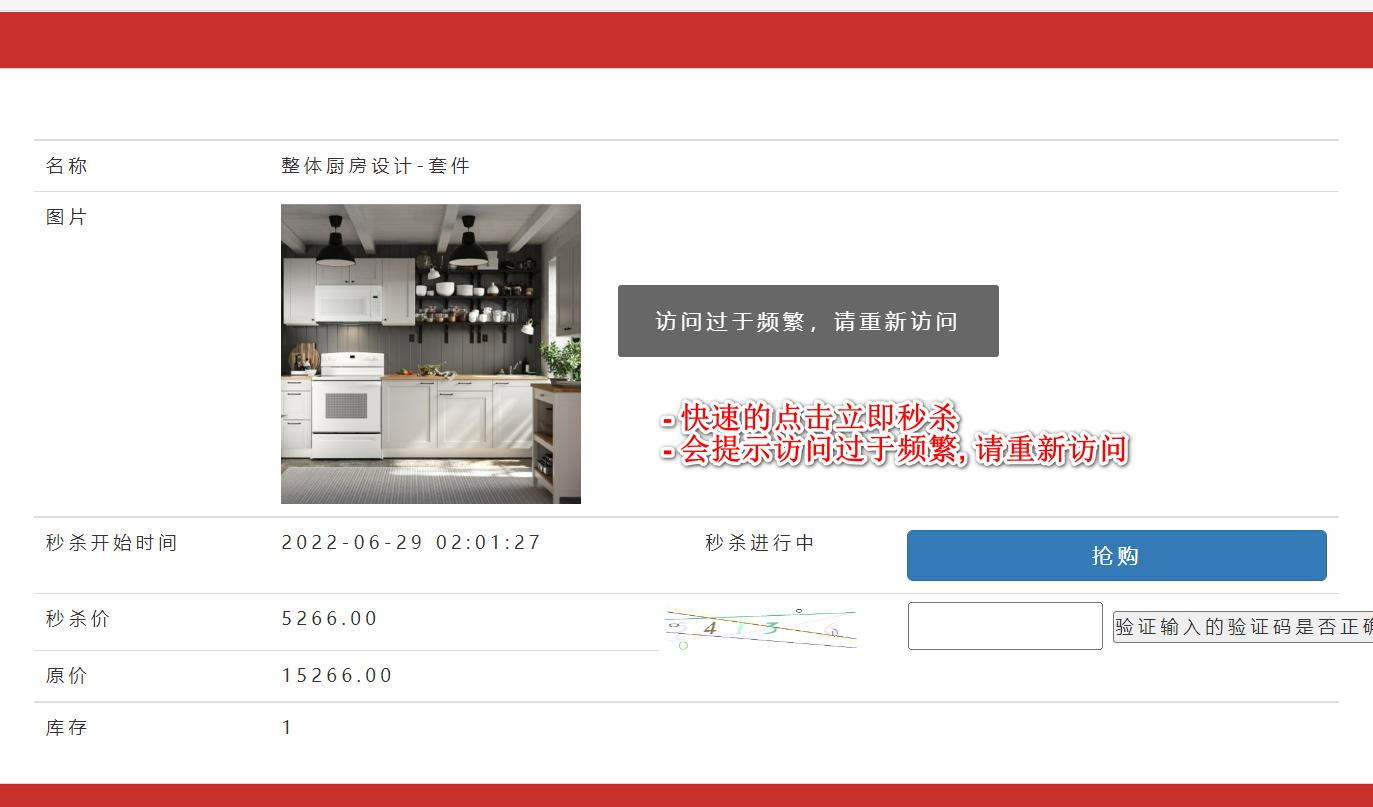 名称 整体厨房设计-套件
图片
访问过于频繁，请重新访问
- 快速的点击立即秒杀
- 会提示访问过于频繁, 请重新访问
秒杀开始时间 2022-06-29 02:01:27 秒杀进行中 抢购
秒杀价 5266.00 验证输入的验证码是否正确
原价 15266.00
库存 1